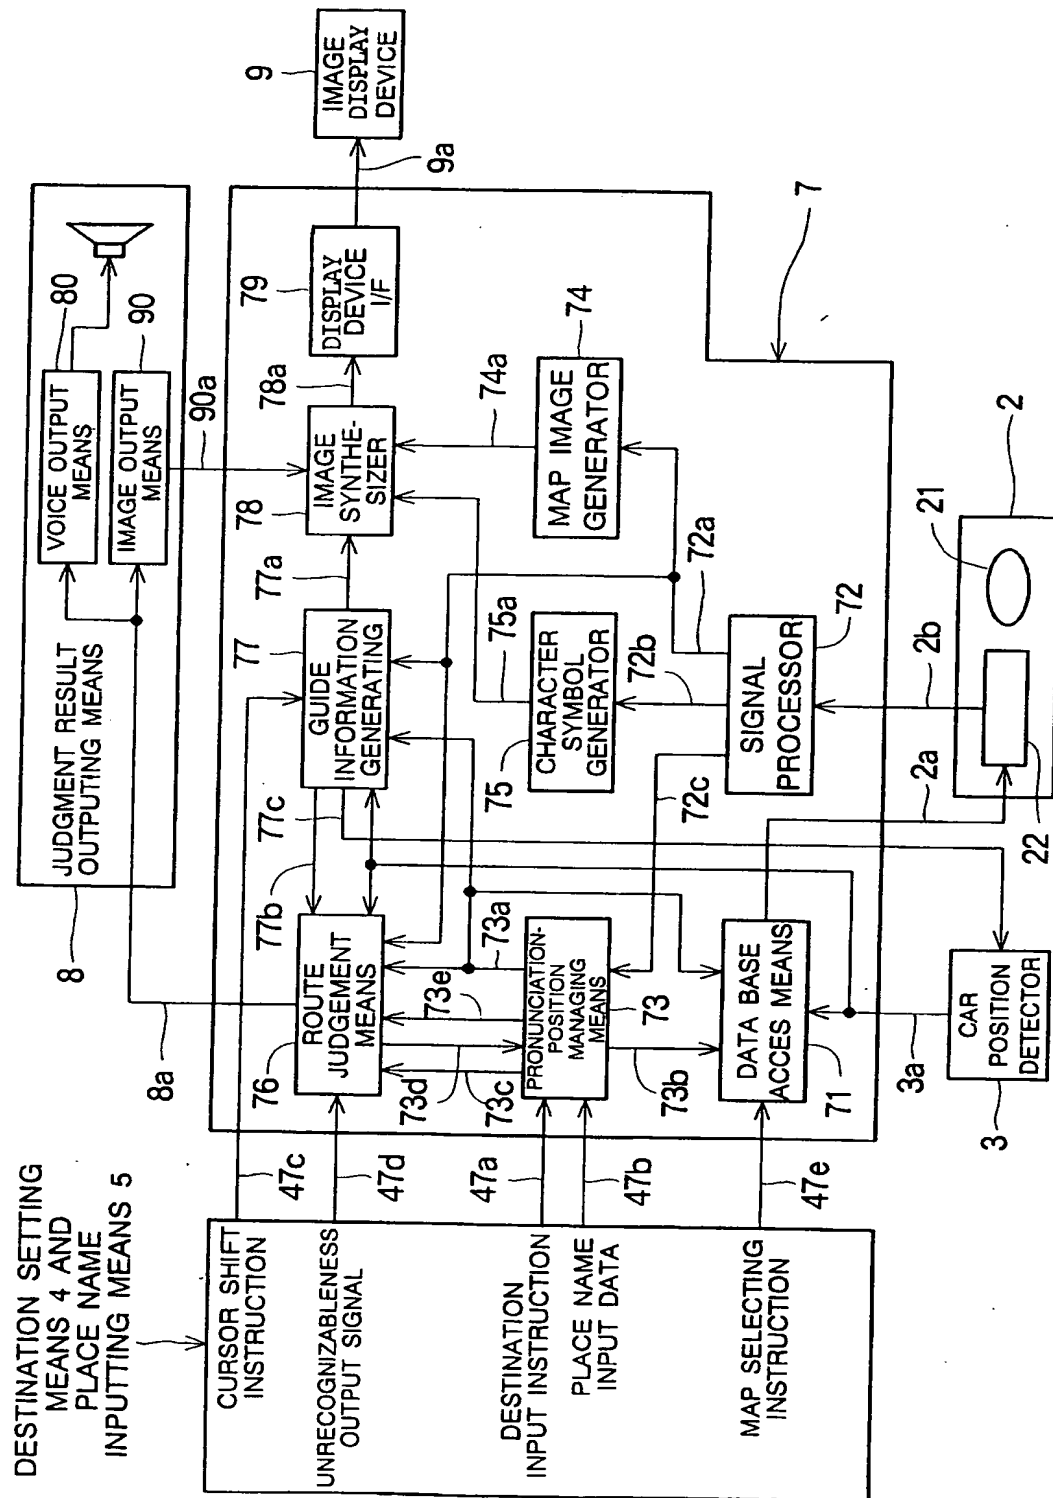 DESTINATION SETTING
MEANS 4 AND
PLACE NAME
INPUTTING MEANS 5
CURSOR SHIFT
INSTRUCTION
UNRECOGNIZABLENESS
OUTPUT SIGNAL
DESTINATION
INPUT INSTRUCTION
PLACE NAME
INPUT DATA
MAP SELECTING
INSTRUCTION
47c
47d
47a
47b
47e
8
JUDGMENT RESULT
OUTPUTING MEANS
VOICE OUTPUT
MEANS
80
IMAGE OUTPUT
MEANS
90
8a
90a
76
ROUTE
JUDGEMENT
MEANS
77b
77c
77
GUIDE
INFORMATION
GENERATING
77a
78
IMAGE
SYNTHE-
SIZER
78a
79
DISPLAY
DEVICE
I/F
9a
9
IMAGE
DISPLAY
DEVICE
73d
73c
73e
73a
PRONUNCIATION-
POSITION
MANAGING
MEANS
73
73b
72c
75
CHARACTER
SYMBOL
GENERATOR
75a
72b
72a
MAP IMAGE
GENERATOR
74
74a
7
DATA BASE
ACCES MEANS
71
SIGNAL
PROCESSOR
72
3a
CAR
POSITION
DETECTOR
3
2a
2b
22
21
2